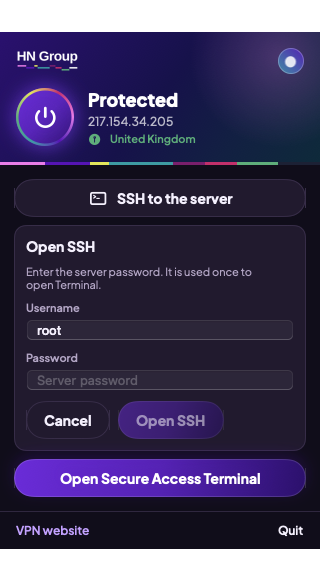 HN Group
Protected
217.154.34.205
United Kingdom
SSH to the server
Open SSH
Enter the server password. It is used once to
open Terminal.
Username
root
Password
Server password
Cancel
Open SSH
Open Secure Access Terminal
VPN website
Quit